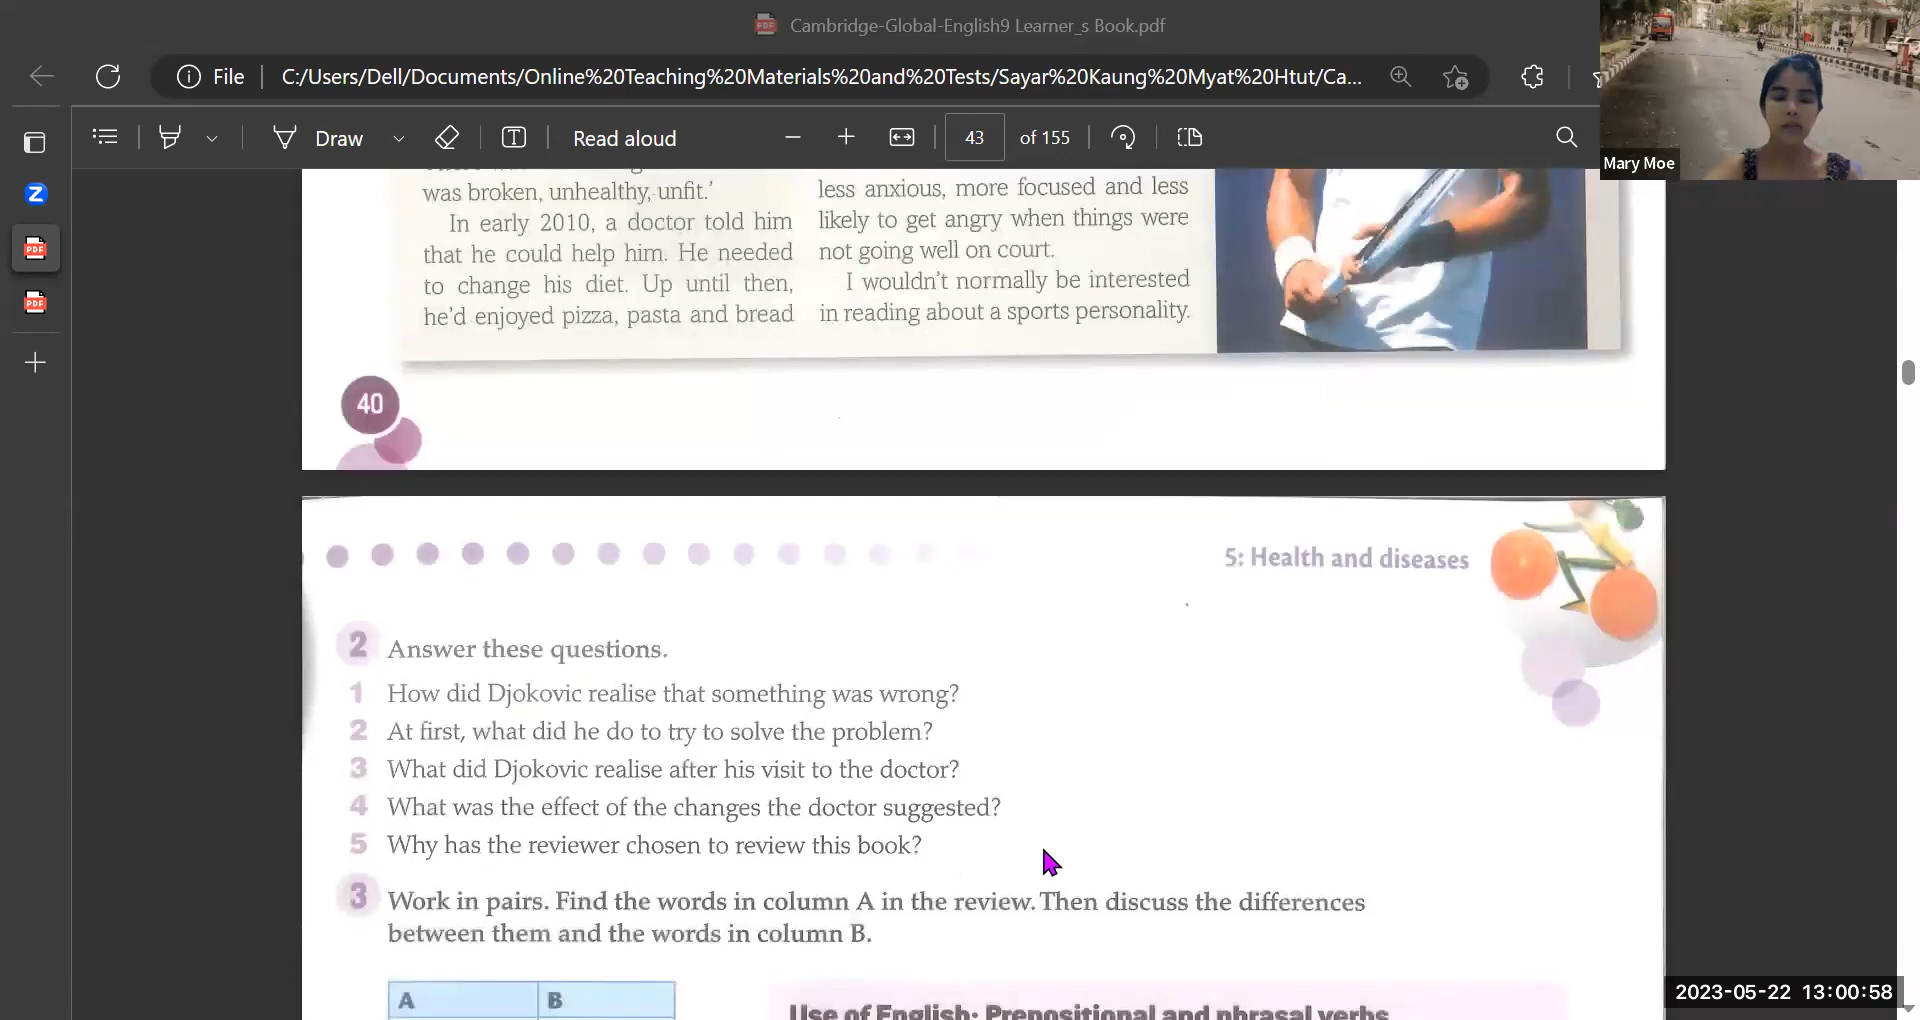 Cambridge-Global-English9 Learner_s Book.pdf
File
C:/Users/Dell/Documents/Online%20Teaching%20Materials%20and%20Tests/Sayar%20Kaung%20Myat%20Htut/Ca...
Draw
Read aloud
43
of 155
Mary Moe
was broken, unhealthy, unfit.'
In early 2010, a doctor told him
that he could help him. He needed
to change his diet. Up until then,
he'd enjoyed pizza, pasta and bread
less anxious, more focused and less
likely to get angry when things were
not going well on court.
I wouldn't normally be interested
in reading about a sports personality.
40
5: Health and diseases
2 Answer these questions.
1 How did Djokovic realise that something was wrong?
2 At first, what did he do to try to solve the problem?
3 What did Djokovic realise after his visit to the doctor?
4 What was the effect of the changes the doctor suggested?
5 Why has the reviewer chosen to review this book?
3 Work in pairs. Find the words in column A in the review. Then discuss the differences
between them and the words in column B.
A B
Use of English: Prepositional and phrasal verbs
2023-05-22 13:00:58